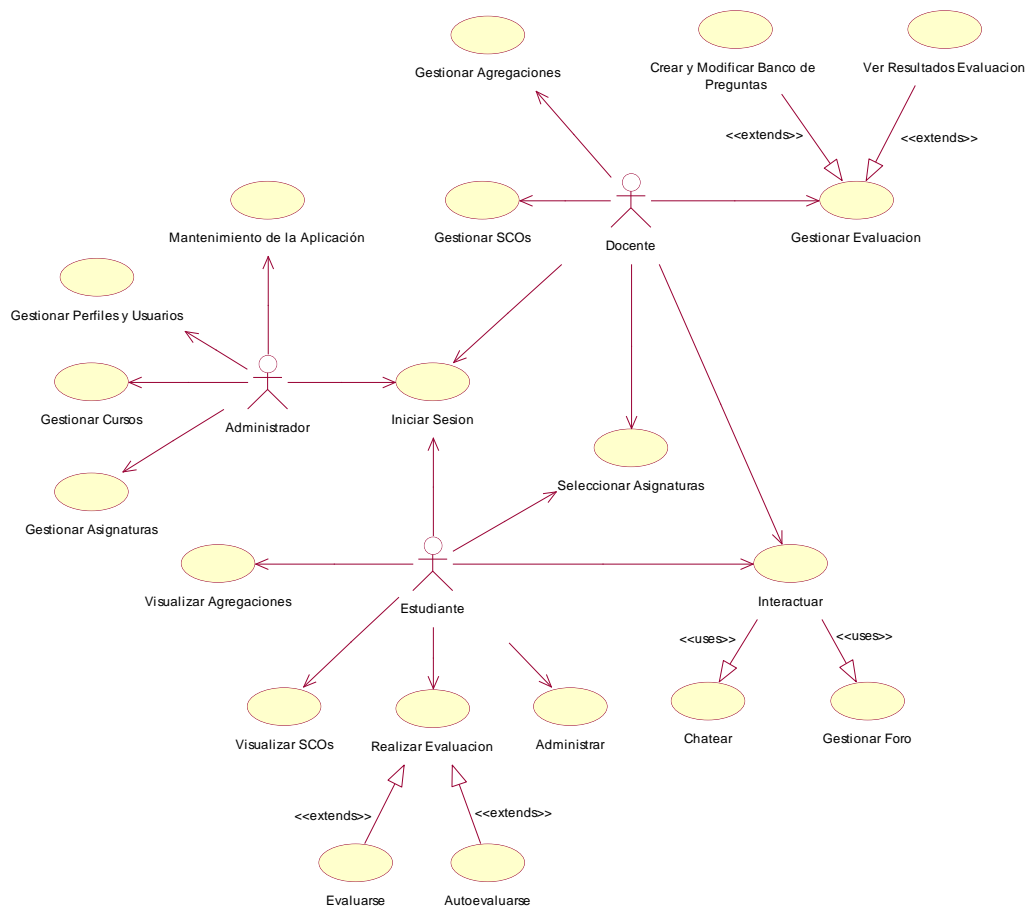 Gestionar Agregaciones
Crear y Modificar Banco de
Preguntas
Ver Resultados Evaluacion
<<extends>>
<<extends>>
Mantenimiento de la Aplicación
Gestionar SCOs
Docente
Gestionar Evaluacion
Gestionar Perfiles y Usuarios
Gestionar Cursos
Administrador
Iniciar Sesion
Seleccionar Asignaturas
Gestionar Asignaturas
Visualizar Agregaciones
Estudiante
Interactuar
<<uses>>
<<uses>>
Visualizar SCOs
Realizar Evaluacion
Administrar
Chatear
Gestionar Foro
<<extends>>
<<extends>>
Evaluarse
Autoevaluarse